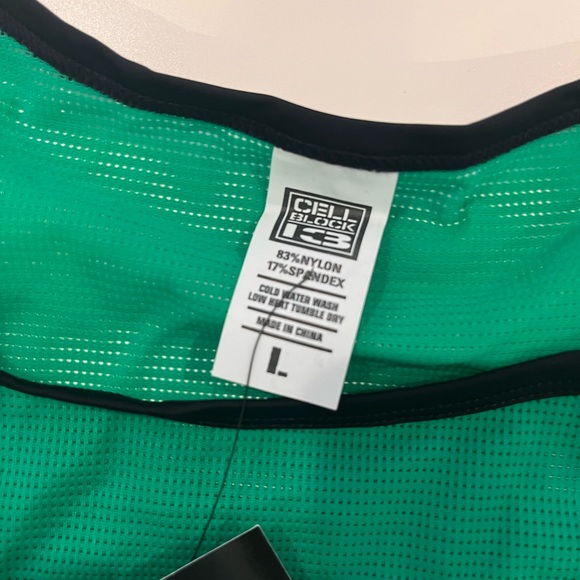 CELL
BLOCK
13
83%NYLON
17%SPANDEX
COLD WATER WASH
LOW HEAT TUMBLE DRY
MADE IN CHINA
L